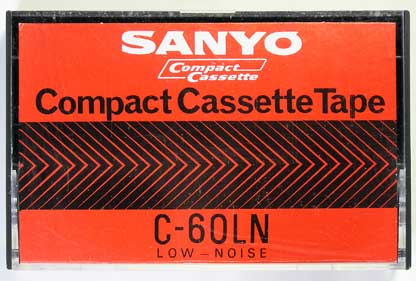 SANYO
Compact
Cassette
Compact Cassette Tape
C-60LN
LOW-NOISE